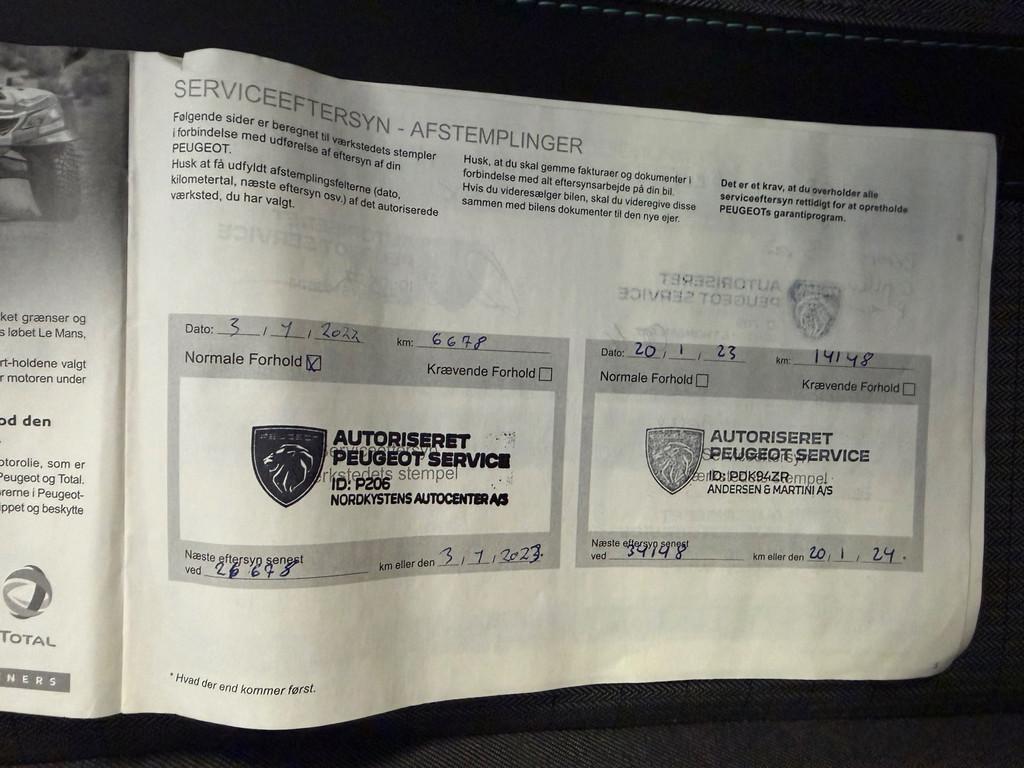 ket grænser og
s løbet Le Mans,
rt-holdene valgt
r motoren under
od den
otorolie, som er
Peugeot og Total.
rerne i Peugeot-
ippet og beskytte
TOTAL
NERS
SERVICEEFTERSYN - AFSTEMPLINGER
Følgende sider er beregnet til værkstedets stempler
i forbindelse med udførelse af eftersyn af din
PEUGEOT.
Husk at få udfyldt afstemplingsfelterne (dato,
kilometertal, næste eftersyn osv.) af det autoriserede
værksted, du har valgt.
Husk, at du skal gemme fakturaer og dokumenter i
forbindelse med alt eftersynsarbejde på din bil.
Hvis du videresælger bilen, skal du videregive disse
sammen med bilens dokumenter til den nye ejer.
Det er et krav, at du overholder alle
serviceeftersyn rettidigt for at opretholde
PEUGEOTs garantiprogram.
Dato: 3 / 1 / 2022 km: 6678
Normale Forhold X Krævende Forhold
PEUGEOT
AUTORISERET
PEUGEOT SERVICE
rkstedets stempel
ID: P206
NORDKYSTENS AUTOCENTER A/S
Næste eftersyn senest
ved 26678 km eller den 3, 1, 2023.
Dato: 20, 1, 23 km: 14148
Normale Forhold Krævende Forhold
AUTORISERET
PEUGEOT SERVICE
ID: PDK94ZR
ANDERSEN & MARTINI A/S
Næste eftersyn senest
ved 34148 km eller den 20, 1, 24.
* Hvad der end kommer først.